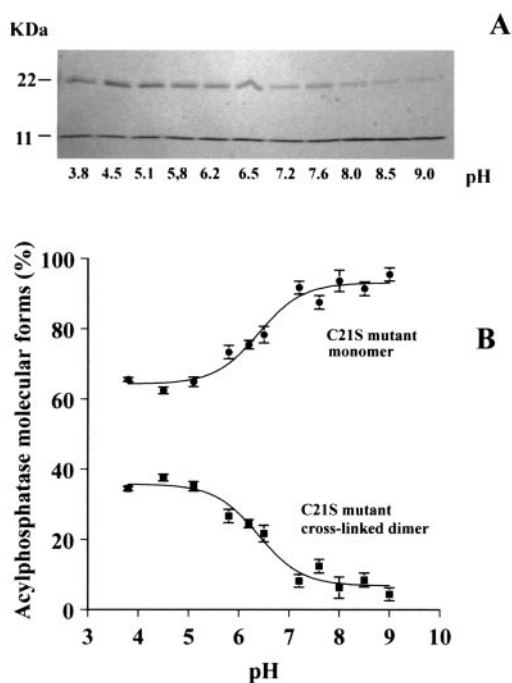 A
KDa
22
11
3.8 4.5 5.1 5,8 6.2 6.5 7.2 7.6 8.0 8.5 9.0 pH
B
Acylphosphatase molecular forms (%)
100
80
60
40
20
0
C21S mutant
monomer
C21S mutant
cross-linked dimer
3 4 5 6 7 8 9 10
pH